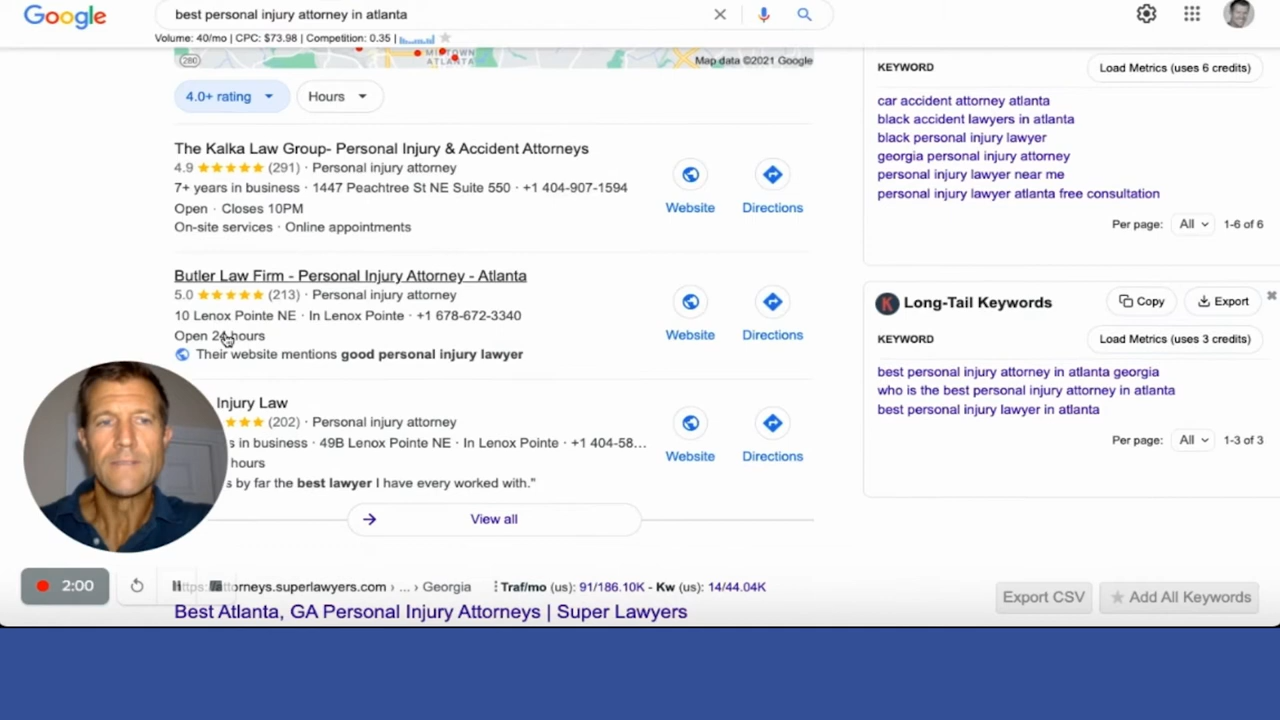 Google
best personal injury attorney in atlanta
Volume: 40/mo | CPC: $73.98 | Competition: 0.35 |
280
MIDTOWN
ATLANTA
Map data ©2021 Google
4.0+ rating
Hours
The Kalka Law Group- Personal Injury & Accident Attorneys
4.9 (291) · Personal injury attorney
7+ years in business · 1447 Peachtree St NE Suite 550 · +1 404-907-1594
Open · Closes 10PM
On-site services · Online appointments
Website
Directions
Butler Law Firm - Personal Injury Attorney - Atlanta
5.0 (213) · Personal injury attorney
10 Lenox Pointe NE · In Lenox Pointe · +1 678-672-3340
Open 24 hours
Their website mentions good personal injury lawyer
Website
Directions
Injury Law
(202) · Personal injury attorney
s in business · 49B Lenox Pointe NE · In Lenox Pointe · +1 404-58...
hours
s by far the best lawyer I have every worked with."
Website
Directions
View all
2:00
orneys.superlawyers.com › ... › Georgia
Traf/mo (us): 91/186.10K - Kw (us): 14/44.04K
Best Atlanta, GA Personal Injury Attorneys | Super Lawyers
KEYWORD
Load Metrics (uses 6 credits)
car accident attorney atlanta
black accident lawyers in atlanta
black personal injury lawyer
georgia personal injury attorney
personal injury lawyer near me
personal injury lawyer atlanta free consultation
Per page: All 1-6 of 6
K Long-Tail Keywords
Copy
Export
KEYWORD
Load Metrics (uses 3 credits)
best personal injury attorney in atlanta georgia
who is the best personal injury attorney in atlanta
best personal injury lawyer in atlanta
Per page: All 1-3 of 3
Export CSV
Add All Keywords